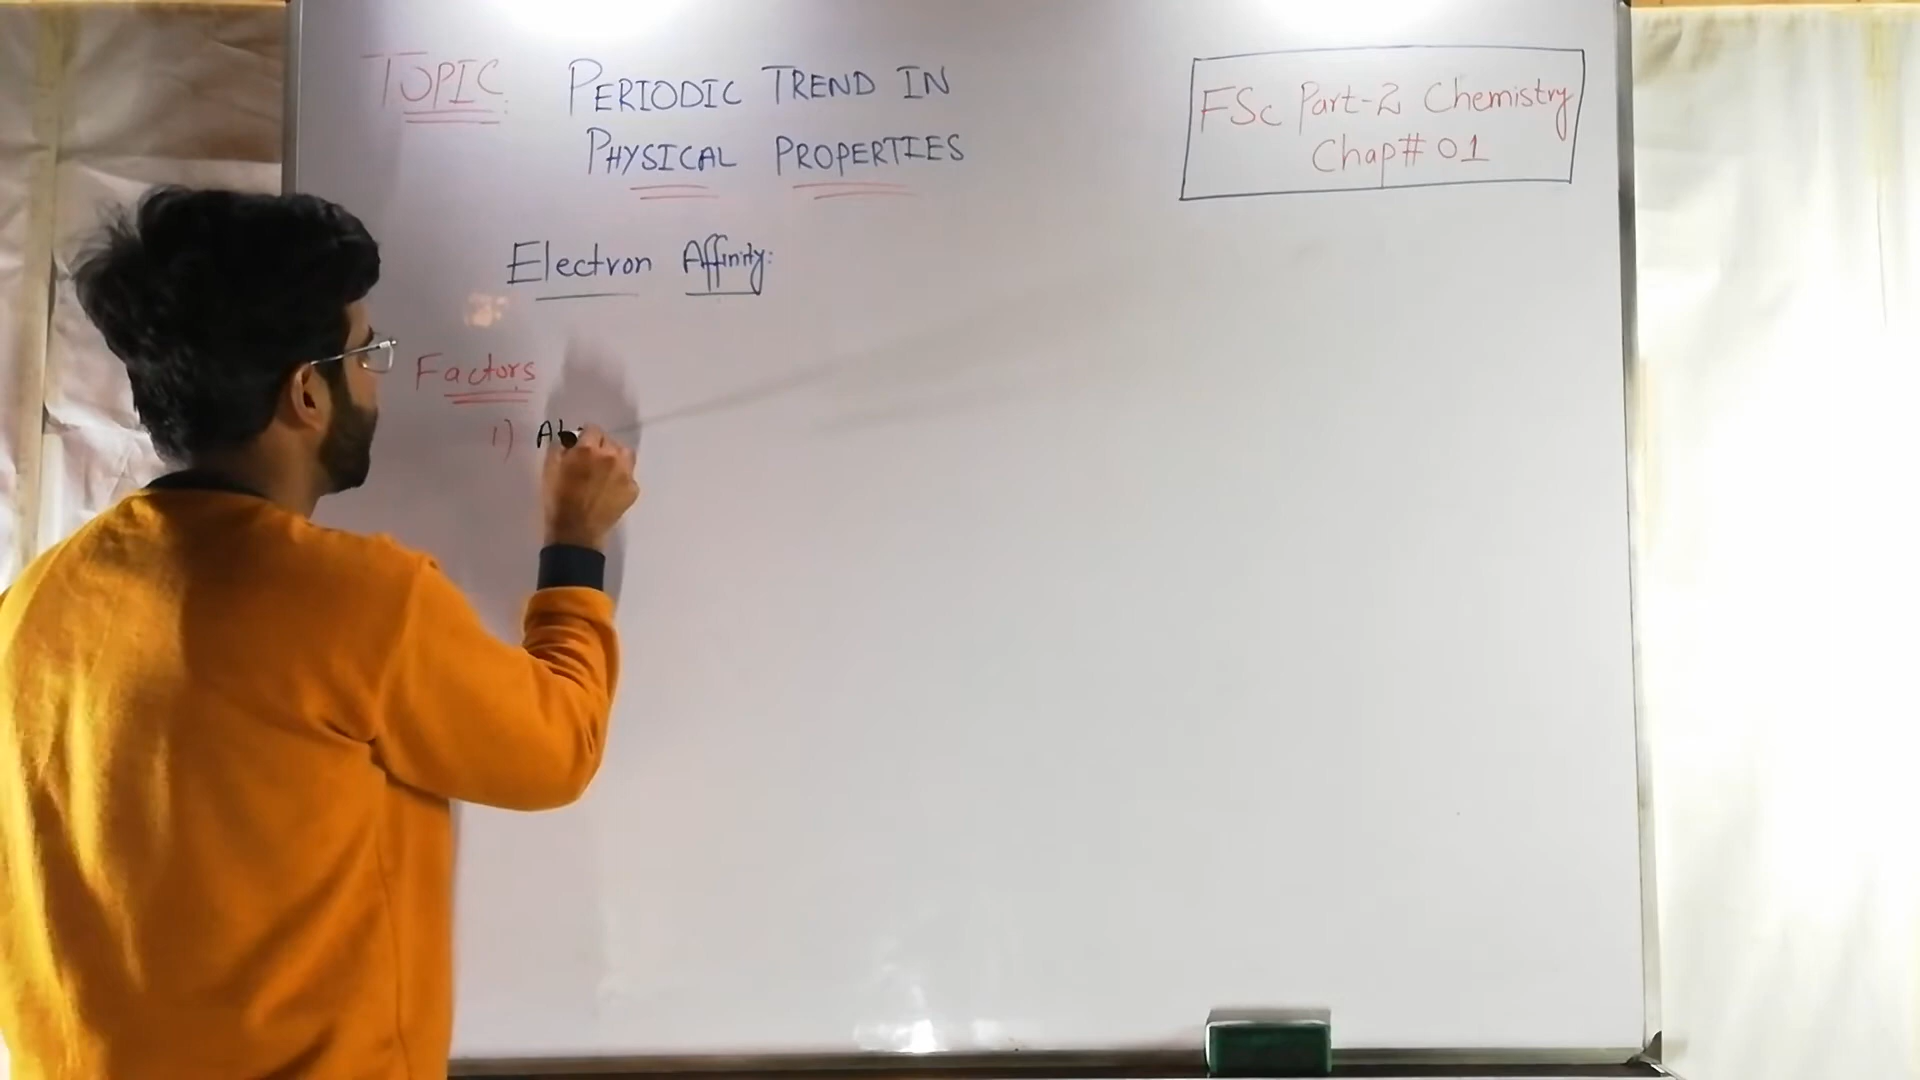 TOPIC: PERIODIC TREND IN
PHYSICAL PROPERTIES
FSc Part-2 Chemistry
Chap# 01
Electron Affinity:
Factors
1)